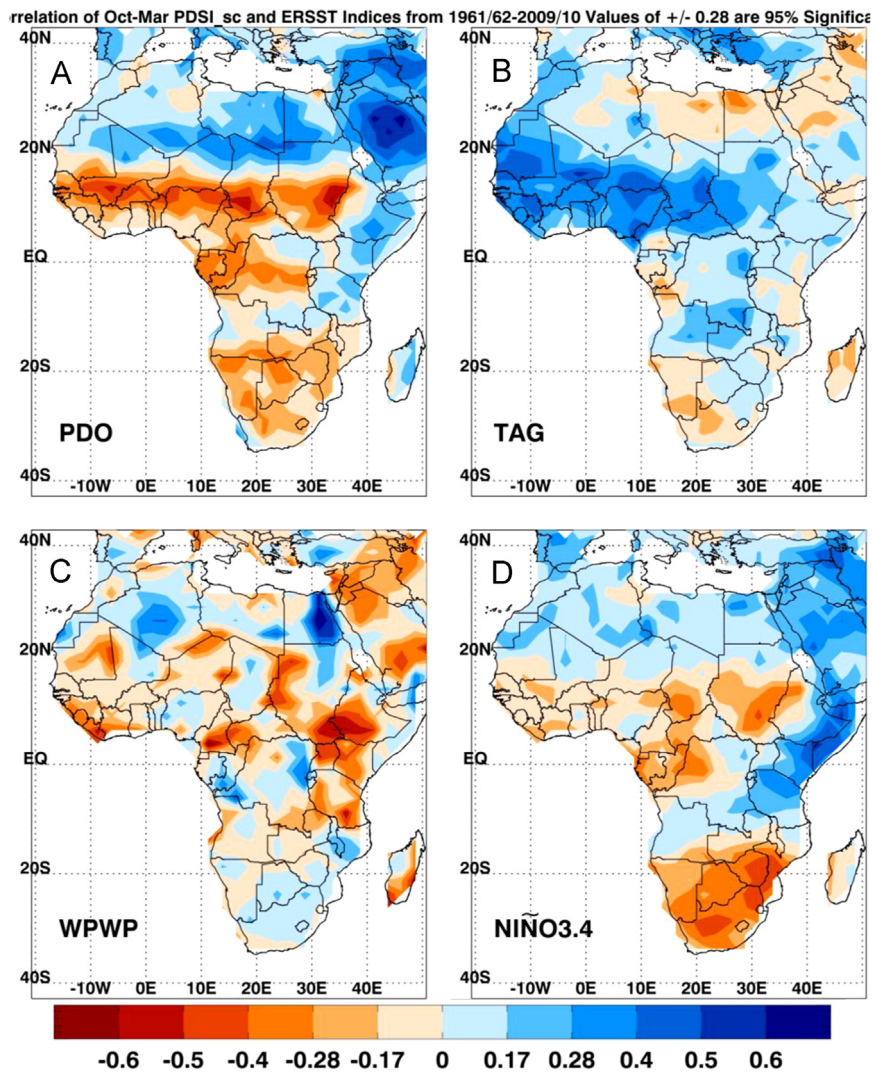 rrelation of Oct-Mar PDSI_sc and ERSST Indices from 1961/62-2009/10 Values of +/- 0.28 are 95% Significa
A
B
40N
20N
EQ
20S
40S
PDO
-10W 0E 10E 20E 30E 40E
40N
20N
EQ
20S
40S
TAG
-10W 0E 10E 20E 30E 40E
C
D
40N
20N
EQ
20S
40S
WPWP
-10W 0E 10E 20E 30E 40E
40N
20N
EQ
20S
40S
NIÑO3.4
-10W 0E 10E 20E 30E 40E
-0.6 -0.5 -0.4 -0.28 -0.17 0 0.17 0.28 0.4 0.5 0.6